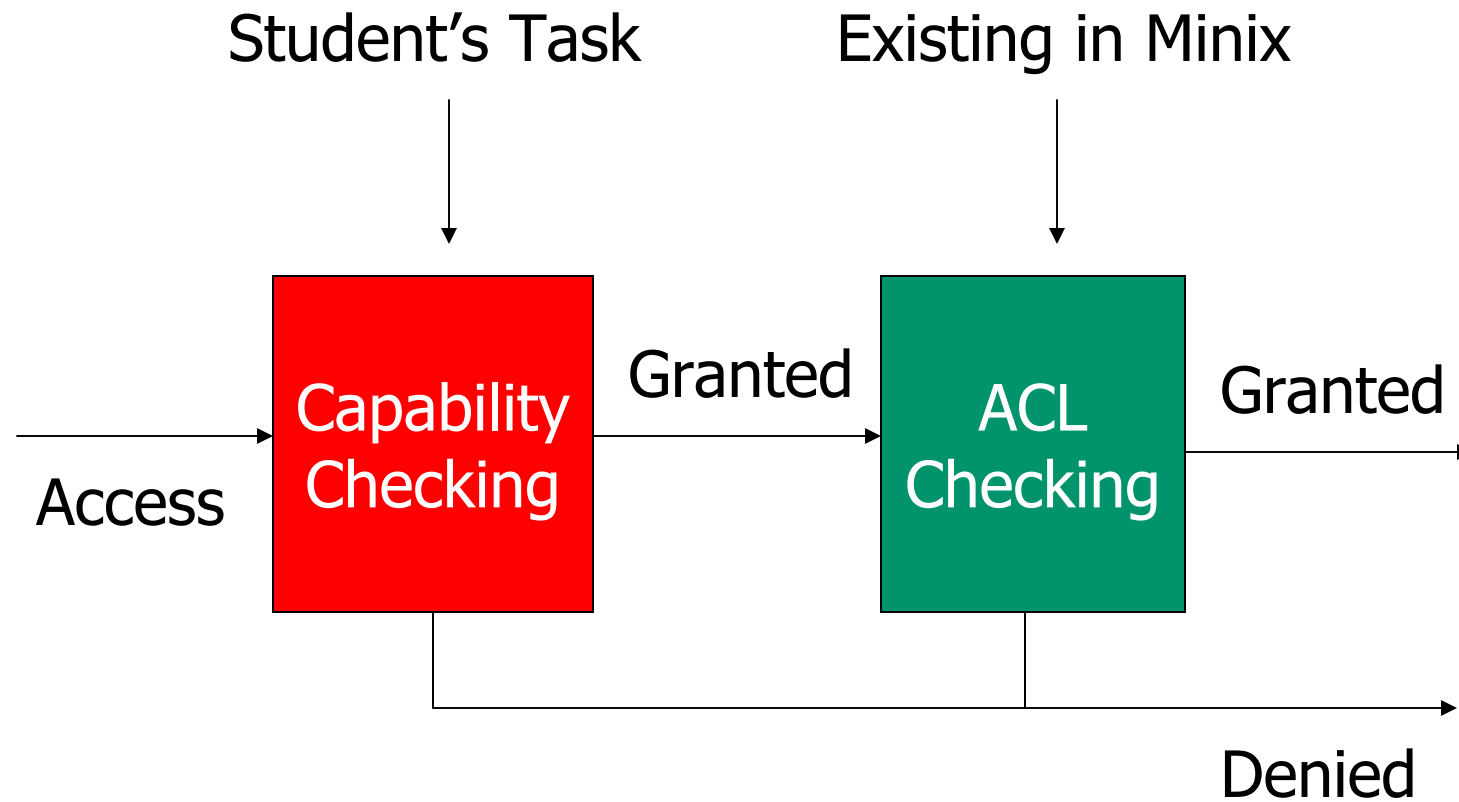 Student’s Task
Existing in Minix
Capability
Checking
Granted
ACL
Checking
Granted
Access
Denied